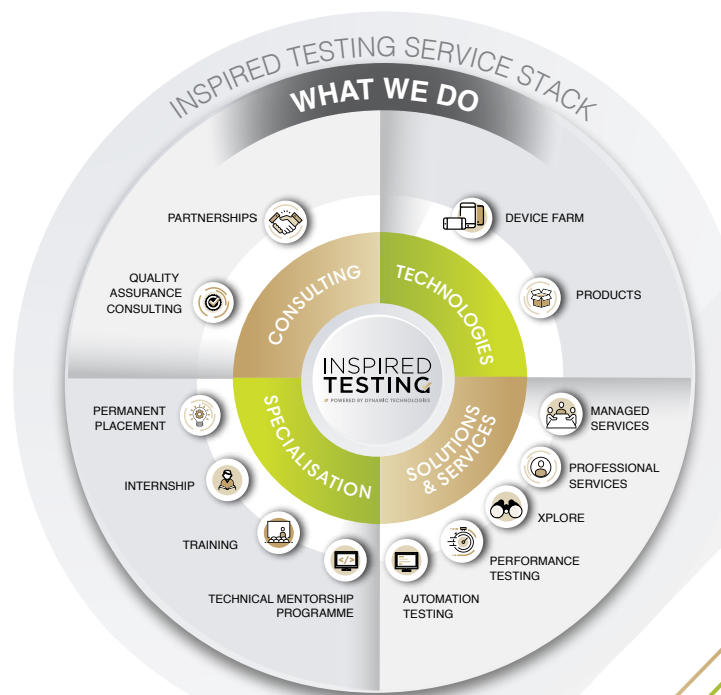 INSPIRED TESTING SERVICE STACK
WHAT WE DO
PARTNERSHIPS
QUALITY
ASSURANCE
CONSULTING
CONSULTING
TECHNOLOGIES
DEVICE FARM
PRODUCTS
INSPIRED
TESTING
POWERED BY DYNAMIC TECHNOLOGIES
SPECIALISATION
SOLUTIONS
& SERVICES
PERMANENT
PLACEMENT
INTERNSHIP
TRAINING
TECHNICAL MENTORSHIP
PROGRAMME
</>
MANAGED
SERVICES
PROFESSIONAL
SERVICES
XPLORE
PERFORMANCE
TESTING
AUTOMATION
TESTING